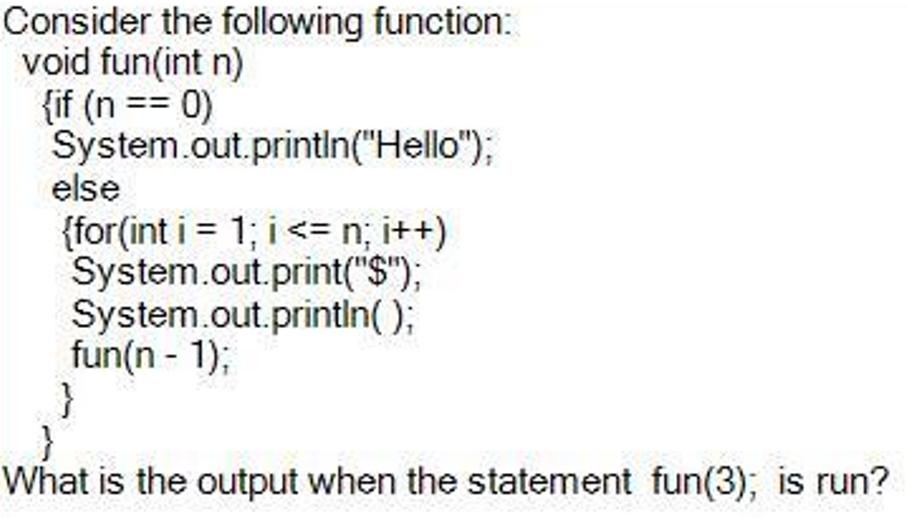 Consider the following function:
void fun(int n)
{if (n == 0)
System.out.println("Hello");
else
{for(int i = 1; i <= n; i++)
System.out.print("$");
System.out.println( );
fun(n - 1);
}
}
What is the output when the statement fun(3); is run?